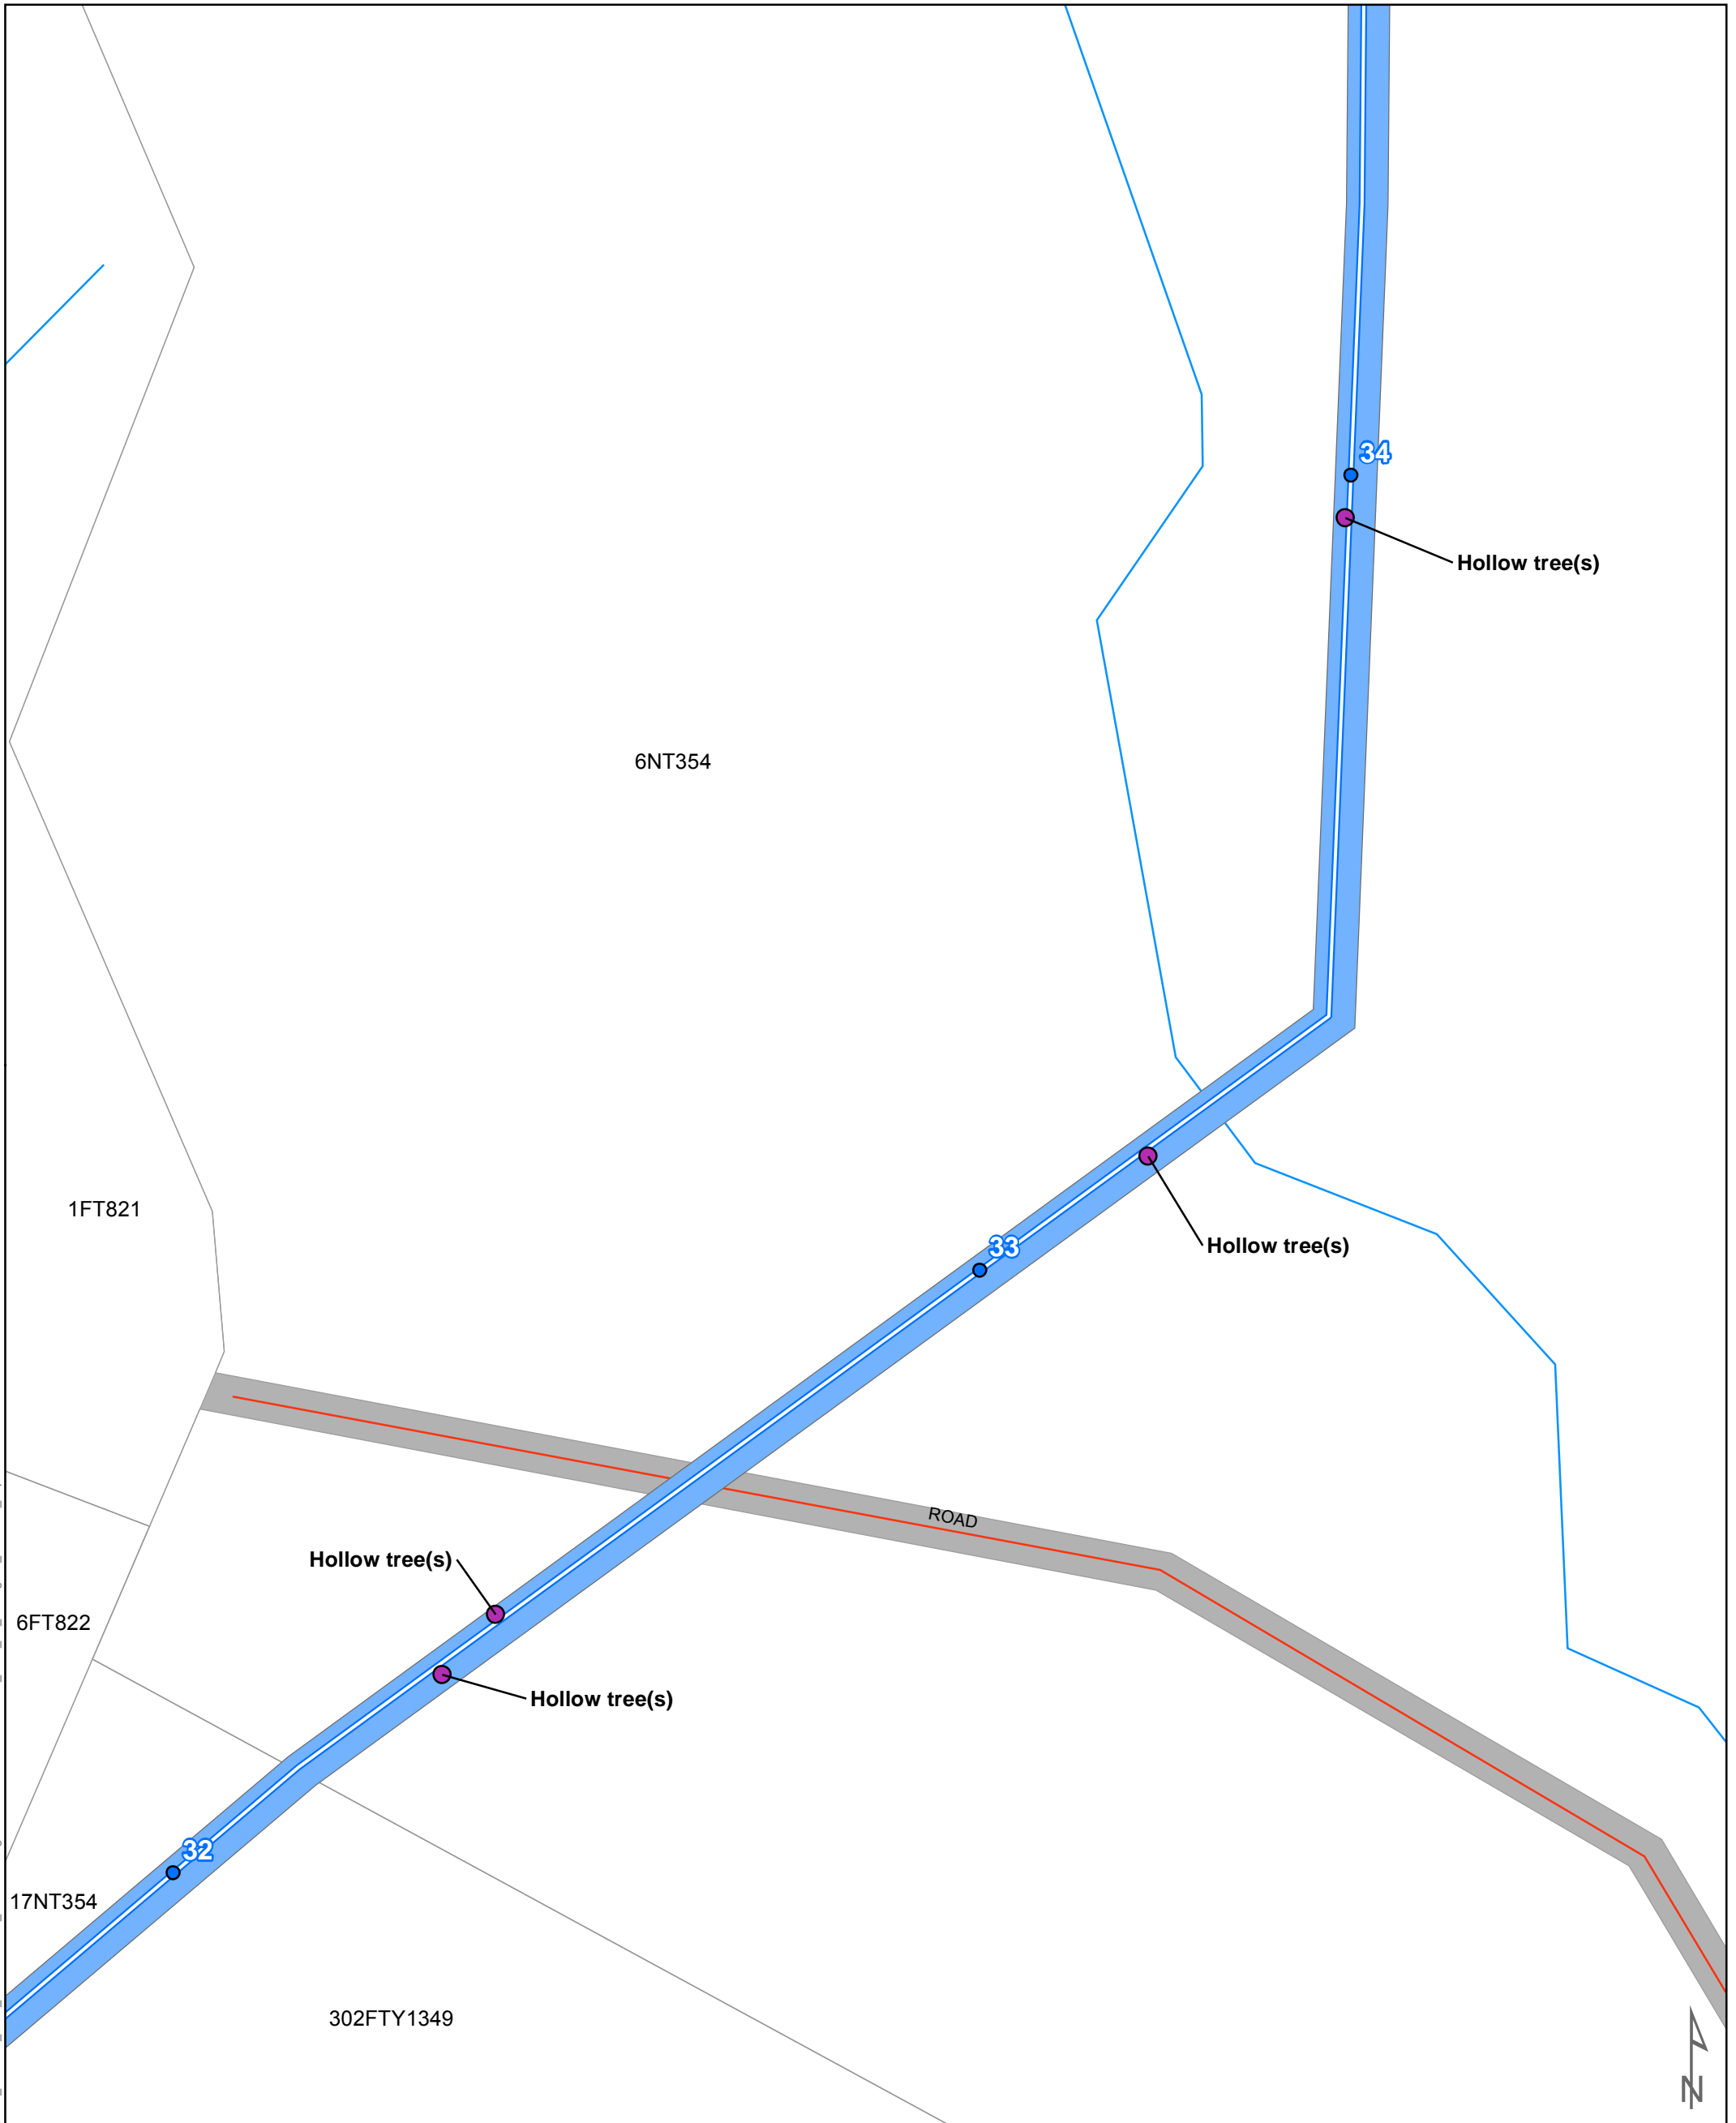 34
Hollow tree(s)
6NT354
1FT821
33
Hollow tree(s)
ROAD
Hollow tree(s)
6FT822
Hollow tree(s)
32
17NT354
302FTY1349
N